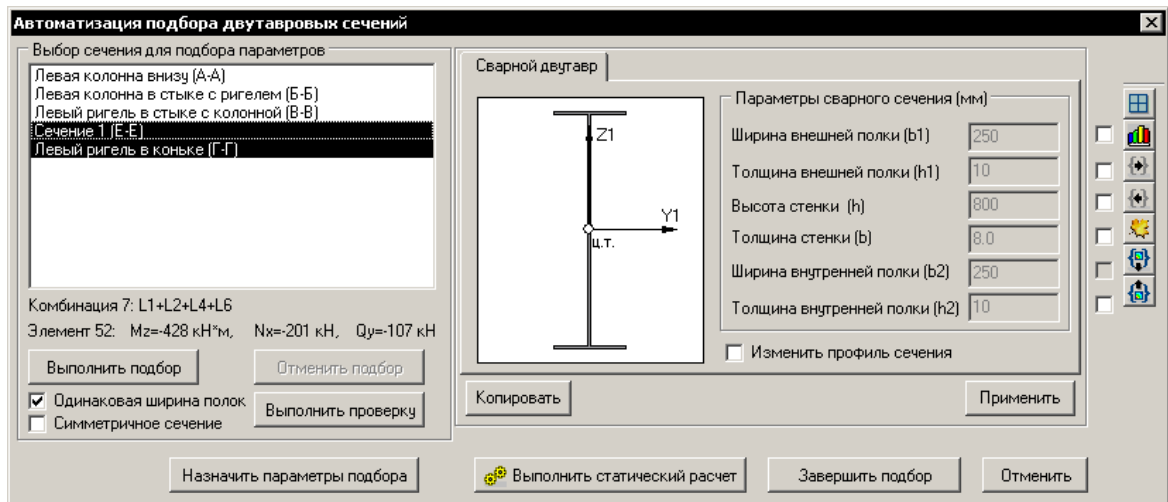 Автоматизация подбора двутавровых сечений
Выбор сечения для подбора параметров
Левая колонна внизу (А-А)
Левая колонна в стыке с ригелем (Б-Б)
Левый ригель в стыке с колонной (В-В)
Сечение 1 (Е-Е)
Левый ригель в коньке (Г-Г)
Комбинация 7: L1+L2+L4+L6
Элемент 52: Mz=-428 кН*м, Nx=-201 кН, Qy=-107 кН
Выполнить подбор
Отменить подбор
Одинаковая ширина полок
Симметричное сечение
Выполнить проверку
Сварной двутавр
Z1
Y1
ц.т.
Параметры сварного сечения (мм)
Ширина внешней полки (b1) 250
Толщина внешней полки (h1) 10
Высота стенки (h) 800
Толщина стенки (b) 8.0
Ширина внутренней полки (b2) 250
Толщина внутренней полки (h2) 10
Изменить профиль сечения
Копировать
Применить
Назначить параметры подбора
Выполнить статический расчет
Завершить подбор
Отменить